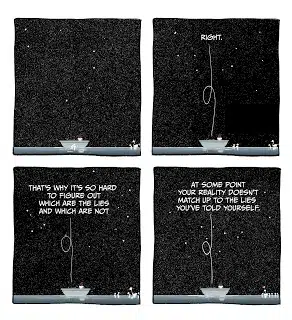 RIGHT.
THAT'S WHY IT'S SO HARD
TO FIGURE OUT
WHICH ARE THE LIES
AND WHICH ARE NOT
AT SOME POINT
YOUR REALITY DOESN'T
MATCH UP TO THE LIES
YOU'VE TOLD YOURSELF.